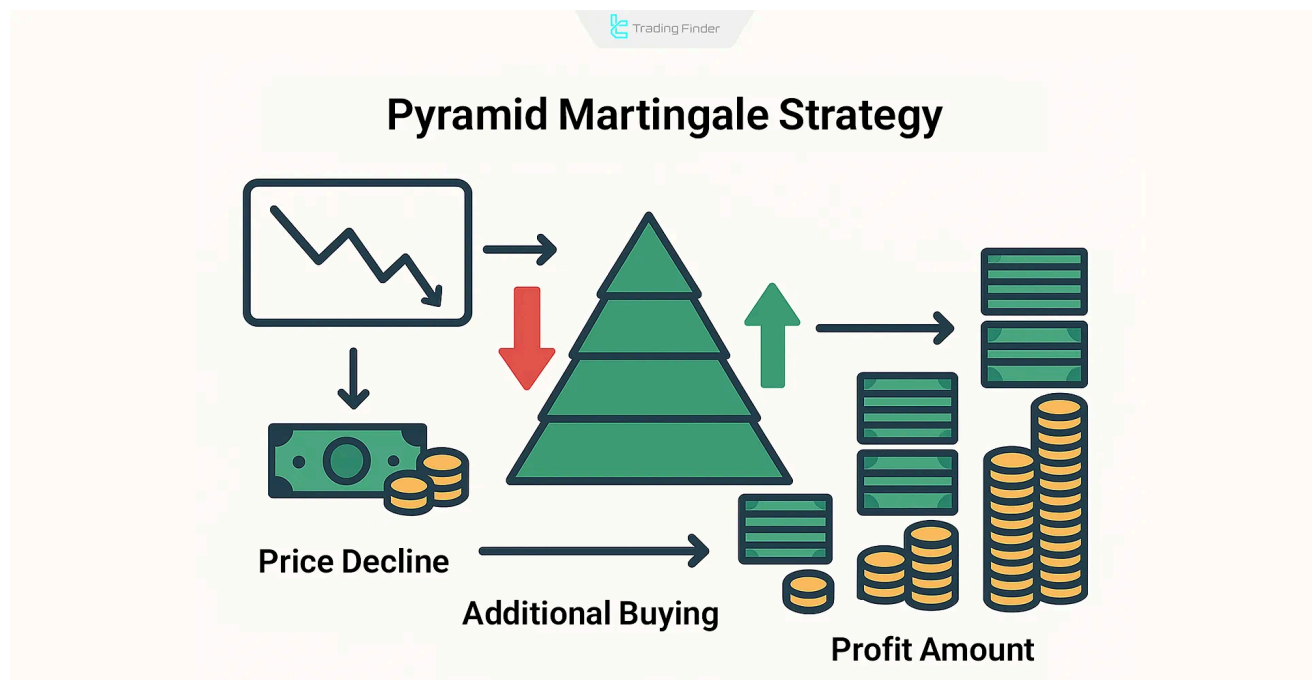 Trading Finder
Pyramid Martingale Strategy
Price Decline
Additional Buying
Profit Amount